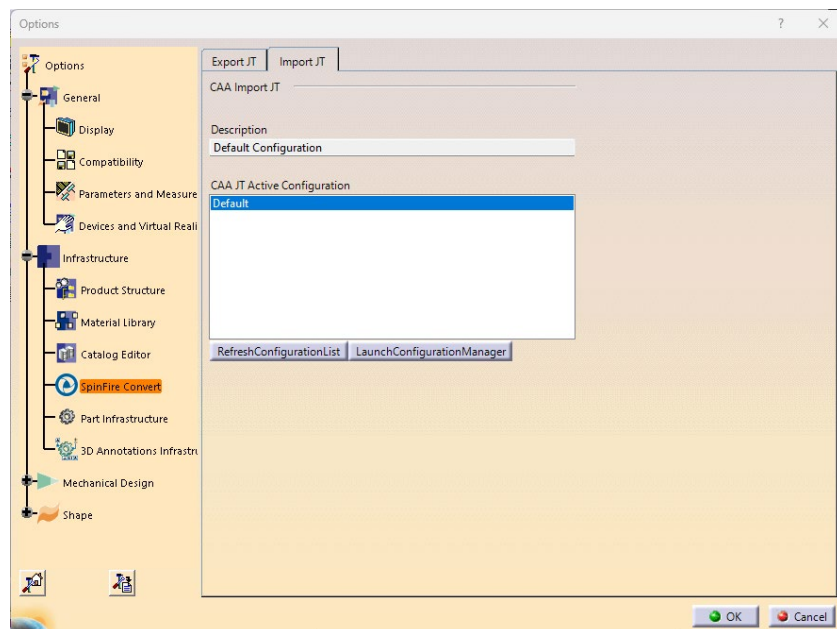 Options
Options
General
Display
Compatibility
Parameters and Measure
Devices and Virtual Reali
Infrastructure
Product Structure
Material Library
Catalog Editor
SpinFire Convert
Part Infrastructure
3D Annotations Infrastru
Mechanical Design
Shape
Export JT
Import JT
CAA Import JT
Description
Default Configuration
CAA JT Active Configuration
Default
RefreshConfigurationList
LaunchConfigurationManager
OK
Cancel